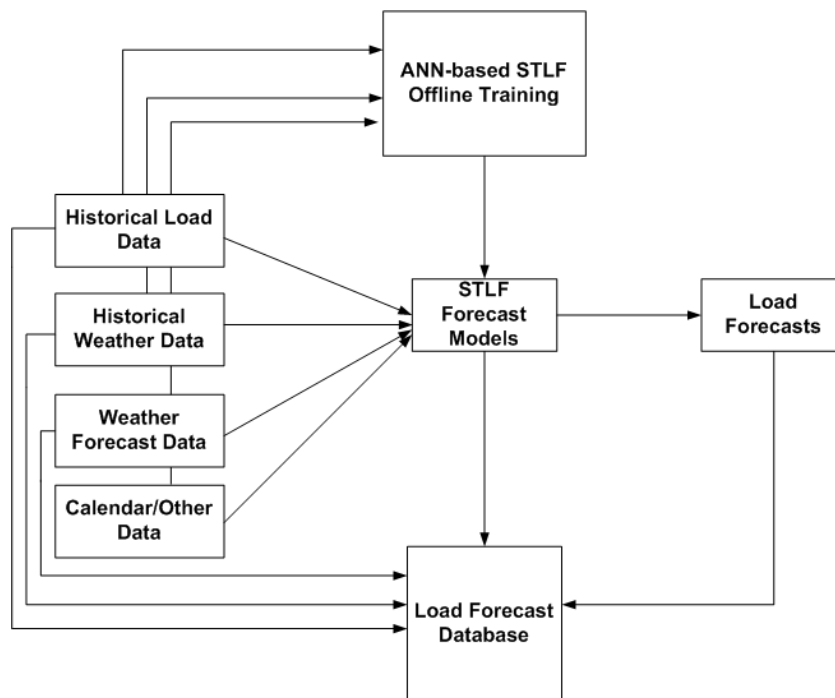 ANN-based STLF
Offline Training
Historical Load
Data
Historical
Weather Data
Weather
Forecast Data
Calendar/Other
Data
STLF
Forecast
Models
Load
Forecasts
Load Forecast
Database